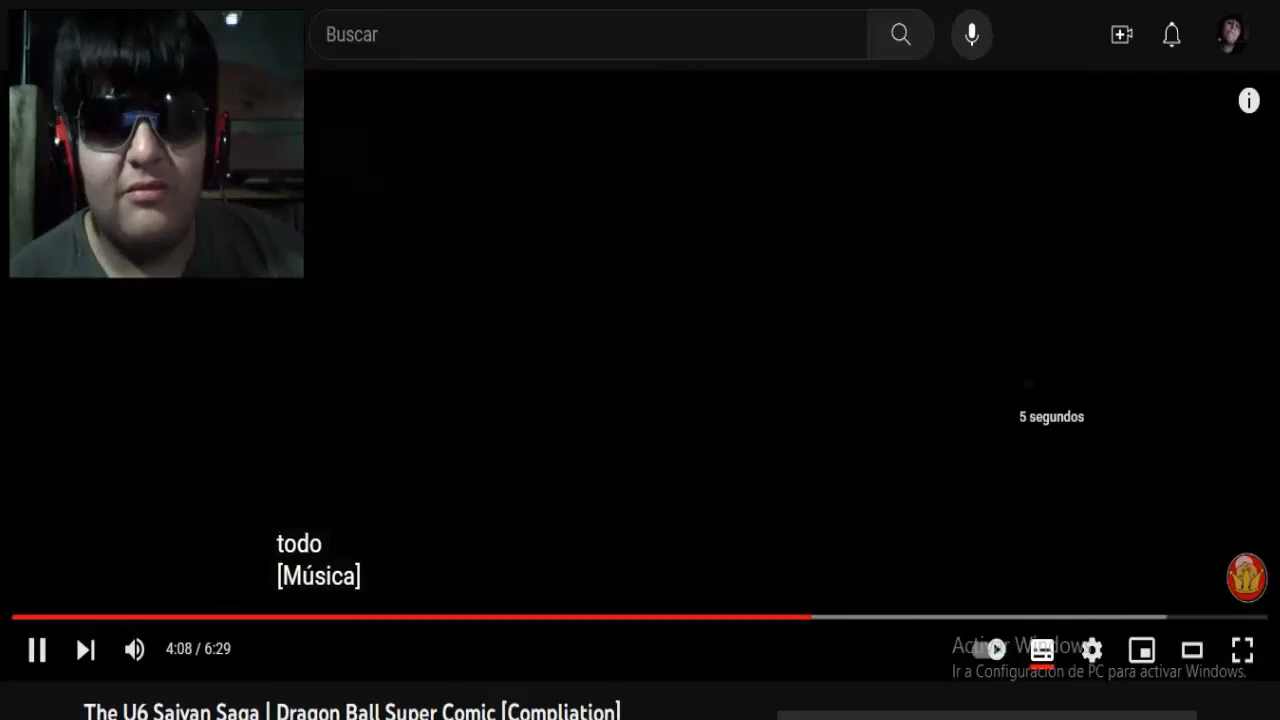 Buscar
5 segundos
todo
[Música]
4:08 / 6:29
Activar Windows
Ir a Configuración de PC para activar Windows.
The U6 Saiyan Saga | Dragon Ball Super Comic [Compliation]